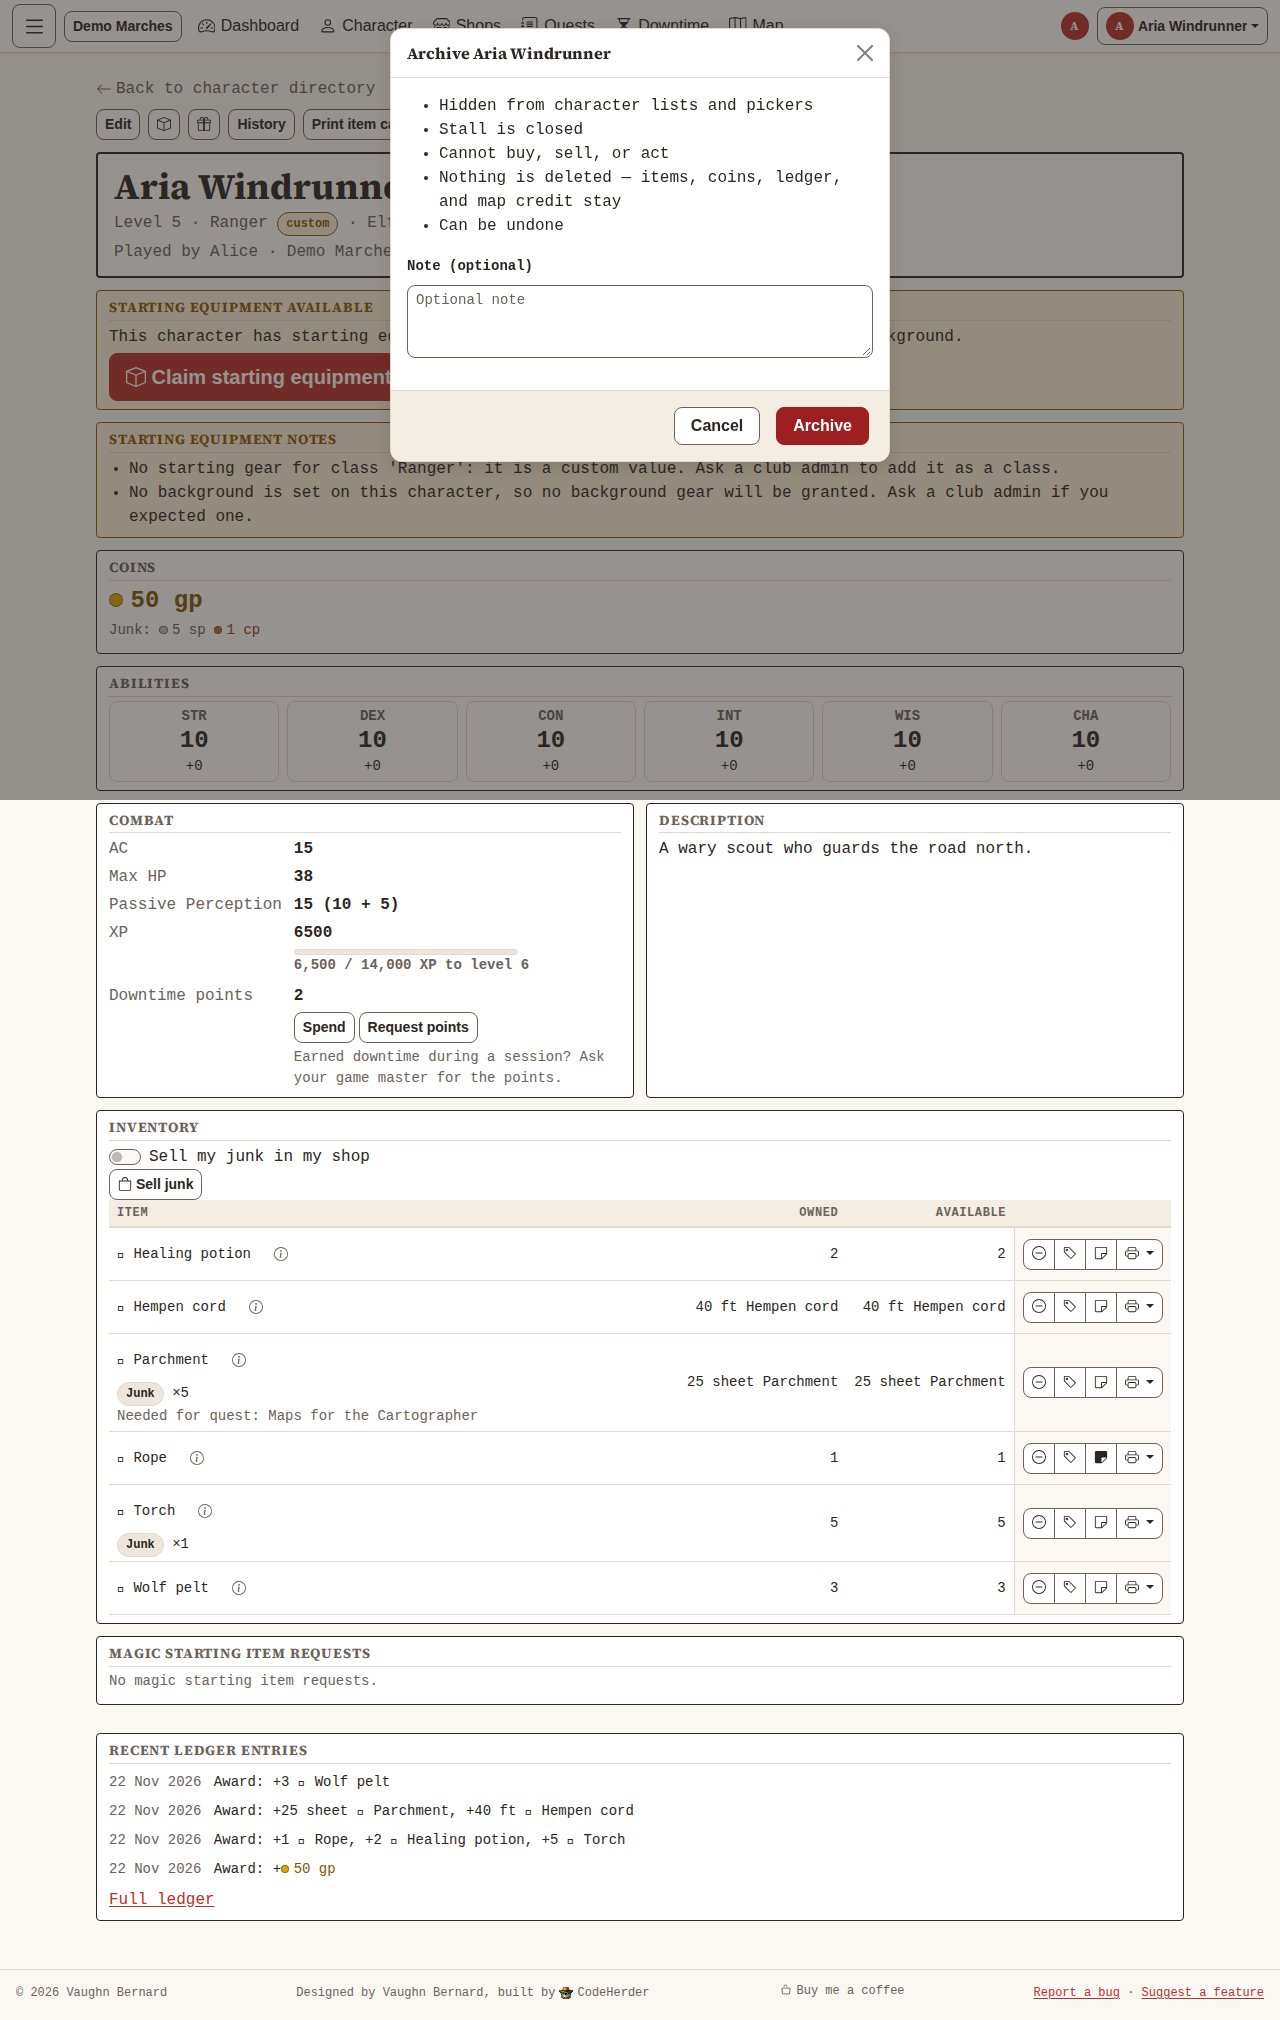 Demo Marches Dashboard Character Shops Quests Downtime Map A A Aria Windrunner
Archive Aria Windrunner
Hidden from character lists and pickers
Stall is closed
Cannot buy, sell, or act
Nothing is deleted — items, coins, ledger,
and map credit stay
Can be undone
Note (optional)
Optional note
Cancel Archive
Back to character directory
Edit History Print item ca
Aria Windrunne
Level 5 · Ranger custom · El
Played by Alice · Demo Marche
STARTING EQUIPMENT AVAILABLE
This character has starting e kground.
Claim starting equipment
STARTING EQUIPMENT NOTES
No starting gear for class 'Ranger': it is a custom value. Ask a club admin to add it as a class.
No background is set on this character, so no background gear will be granted. Ask a club admin if you
expected one.
COINS
50 gp
Junk: 5 sp 1 cp
ABILITIES
STR DEX CON INT WIS CHA
10 10 10 10 10 10
+0 +0 +0 +0 +0 +0
COMBAT
AC 15
Max HP 38
Passive Perception 15 (10 + 5)
XP 6500
6,500 / 14,000 XP to level 6
Downtime points 2
Spend Request points
Earned downtime during a session? Ask
your game master for the points.
DESCRIPTION
A wary scout who guards the road north.
INVENTORY
Sell my junk in my shop
Sell junk
ITEM OWNED AVAILABLE
Healing potion 2 2
Hempen cord 40 ft Hempen cord 40 ft Hempen cord
Parchment 25 sheet Parchment 25 sheet Parchment
Junk ×5
Needed for quest: Maps for the Cartographer
Rope 1 1
Torch 5 5
Junk ×1
Wolf pelt 3 3
MAGIC STARTING ITEM REQUESTS
No magic starting item requests.
RECENT LEDGER ENTRIES
22 Nov 2026 Award: +3 Wolf pelt
22 Nov 2026 Award: +25 sheet Parchment, +40 ft Hempen cord
22 Nov 2026 Award: +1 Rope, +2 Healing potion, +5 Torch
22 Nov 2026 Award: + 50 gp
Full ledger
© 2026 Vaughn Bernard Designed by Vaughn Bernard, built by CodeHerder Buy me a coffee Report a bug · Suggest a feature